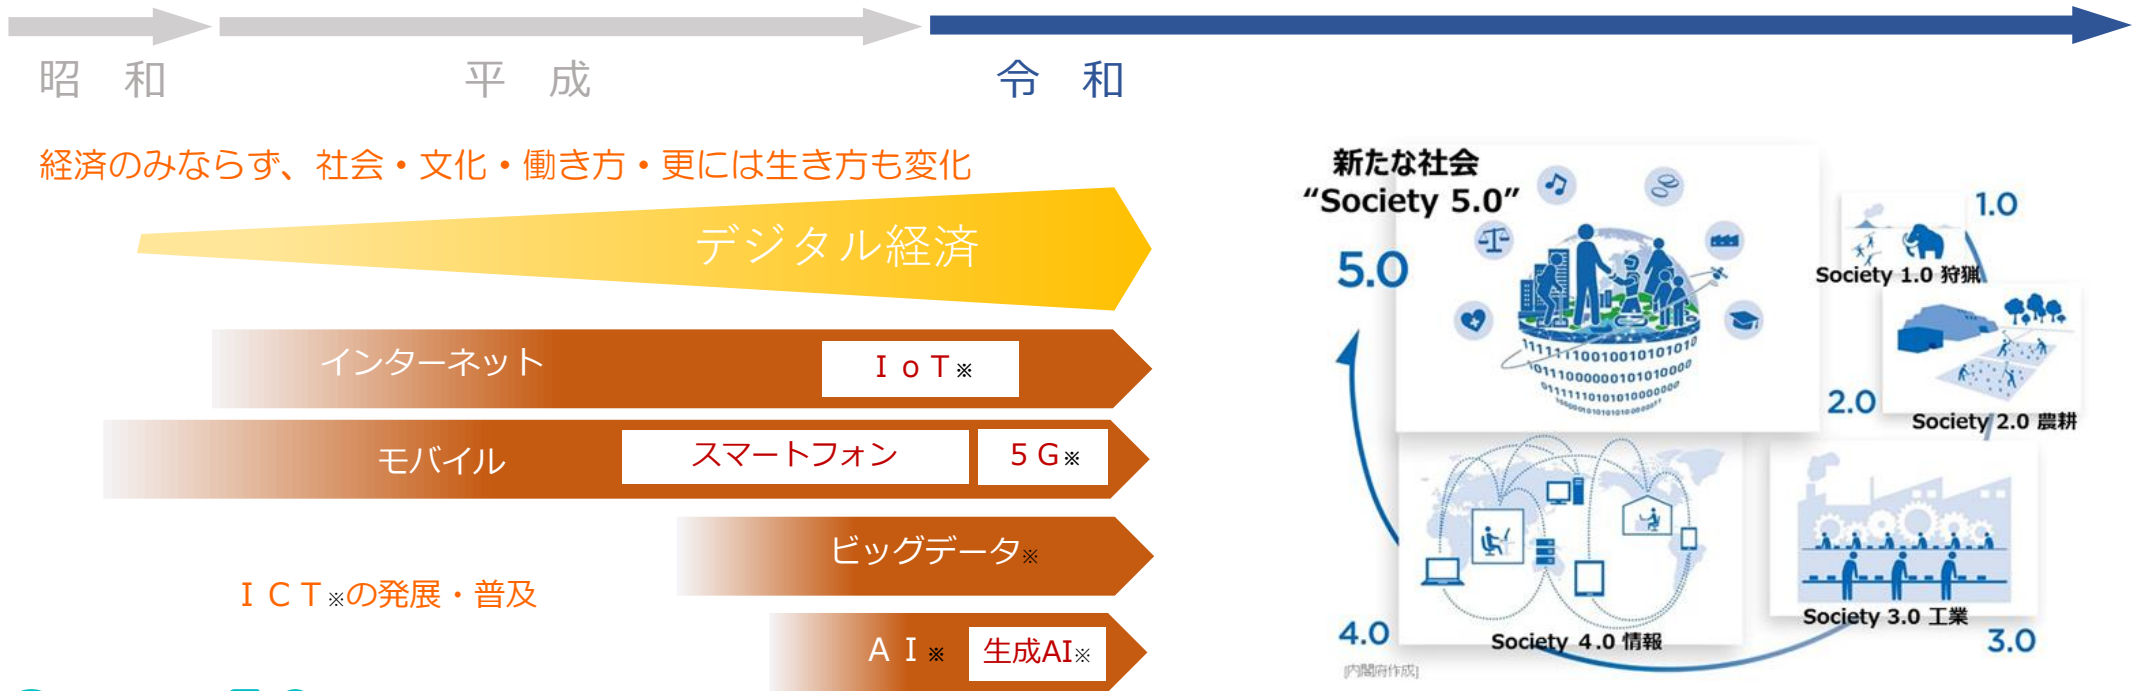 昭 和
平 成
令 和
経済のみならず、社会・文化・働き方・更には生き方も変化
デジタル経済
インターネット
IoT※
モバイル
スマートフォン
5G※
ビッグデータ※
ICT※の発展・普及
AI※
生成AI※
新たな社会
“Society 5.0”
5.0
1.0
Society 1.0 狩猟
2.0
Society 2.0 農耕
Society 3.0 工業
3.0
4.0
Society 4.0 情報
[内閣府作成]